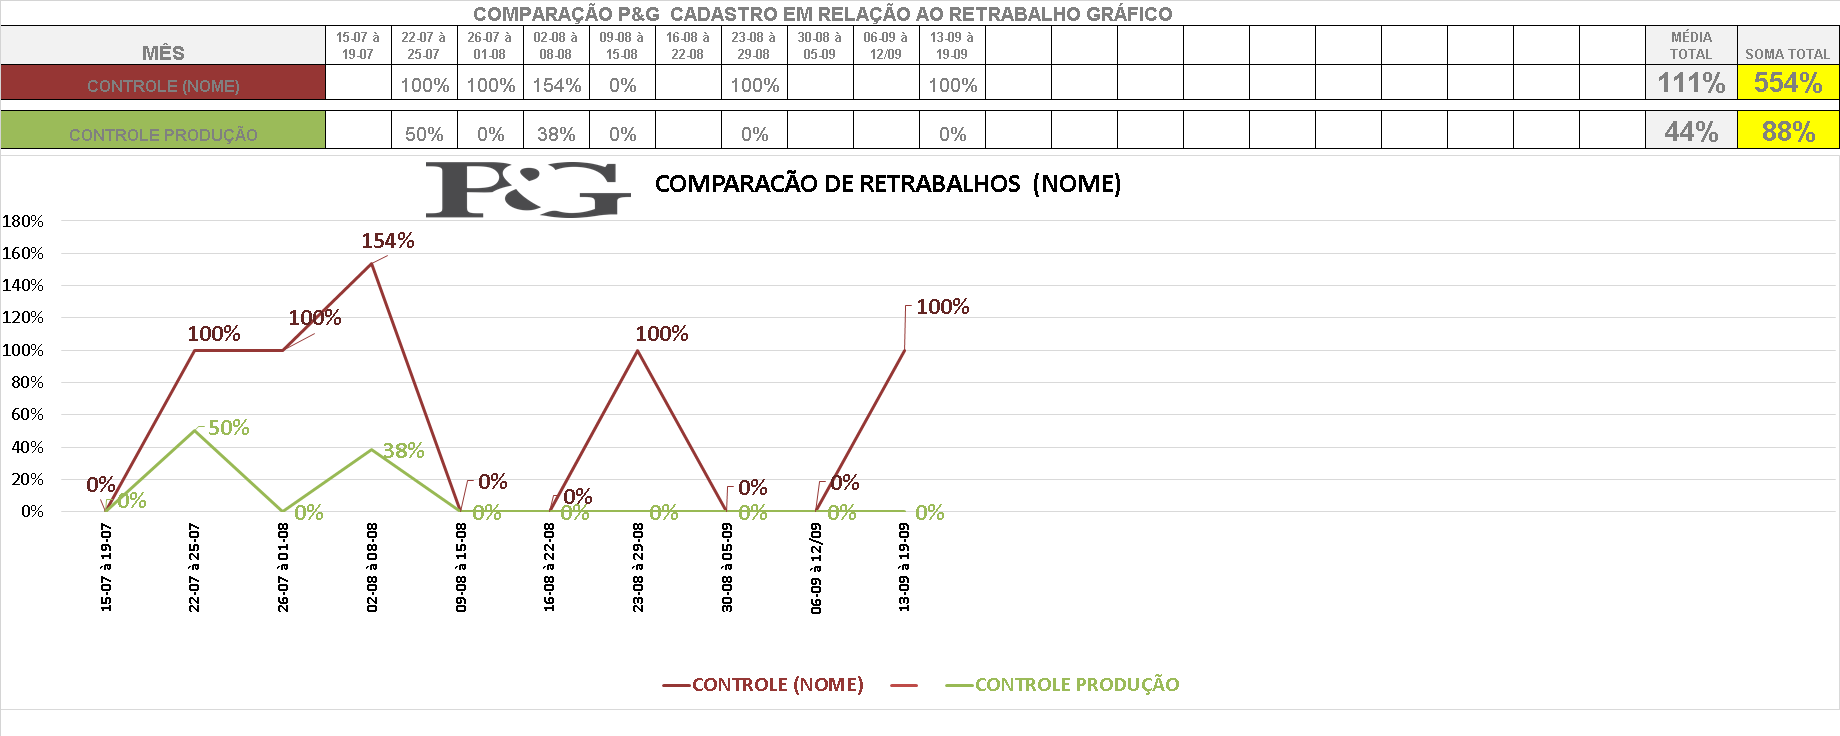 COMPARAÇÃO P&G CADASTRO EM RELAÇÃO AO RETRABALHO GRÁFICO
MÊS
15-07 à 19-07
22-07 à 25-07
26-07 à 01-08
02-08 à 08-08
09-08 à 15-08
16-08 à 22-08
23-08 à 29-08
30-08 à 05-09
06-09 à 12/09
13-09 à 19-09
MÉDIA TOTAL
SOMA TOTAL
CONTROLE (NOME) 100% 100% 154% 0% 100% 100% 111% 554%
CONTROLE PRODUÇÃO 50% 0% 38% 0% 0% 0% 44% 88%
P&G COMPARACÃO DE RETRABALHOS (NOME)
180%
160%
140%
120%
100%
80%
60%
40%
20%
0%
0%
100%
100%
154%
0%
0%
100%
0%
0%
100%
0%
50%
0%
38%
0%
0%
0%
0%
0%
0%
15-07 à 19-07
22-07 à 25-07
26-07 à 01-08
02-08 à 08-08
09-08 à 15-08
16-08 à 22-08
23-08 à 29-08
30-08 à 05-09
06-09 à 12/09
13-09 à 19-09
CONTROLE (NOME) CONTROLE PRODUÇÃO